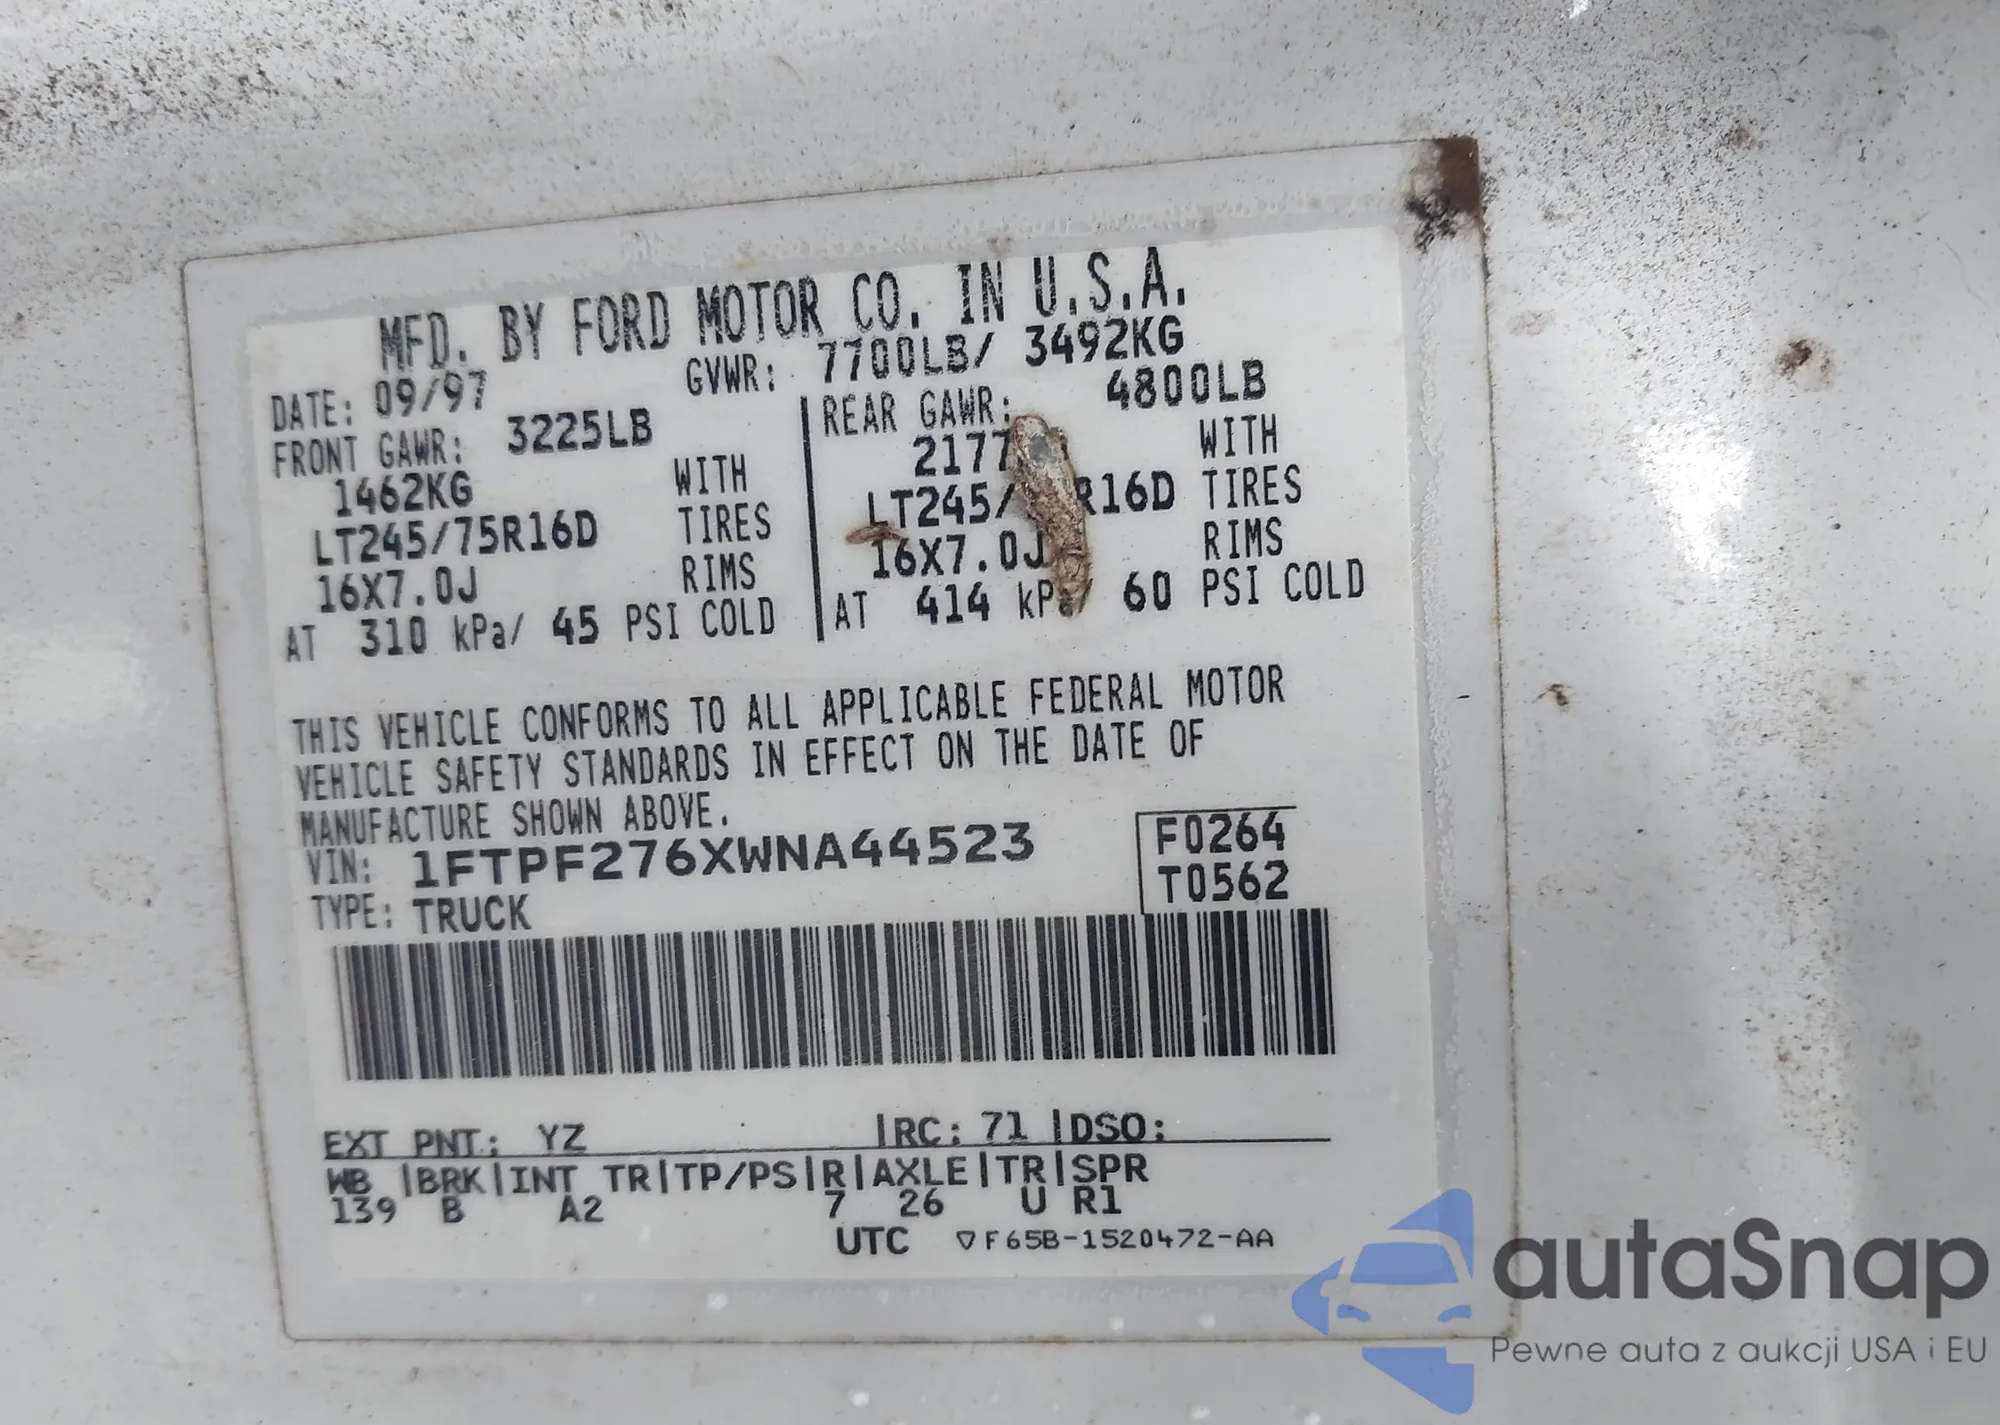 MFD. BY FORD MOTOR CO. IN U.S.A.
DATE: 09/97 GVWR: 7700LB/ 3492KG
FRONT GAWR: 3225LB
1462KG WITH
LT245/75R16D TIRES
16X7.0J RIMS
AT 310 kPa/ 45 PSI COLD
REAR GAWR: 4800LB
2177 WITH
LT245/ R16D TIRES
16X7.0J RIMS
AT 414 kPa/ 60 PSI COLD
THIS VEHICLE CONFORMS TO ALL APPLICABLE FEDERAL MOTOR
VEHICLE SAFETY STANDARDS IN EFFECT ON THE DATE OF
MANUFACTURE SHOWN ABOVE.
VIN: 1FTPF276XWNA44523
F0264
TYPE: TRUCK
T0562
EXT PNT: YZ |RC: 71 |DSO:
WB |BRK|INT TR|TP/PS|R|AXLE|TR|SPR
139 B A2 7 26 U R1
UTC ▽F65B-1520472-AA
autaSnap
Pewne auta z aukcji USA i EU